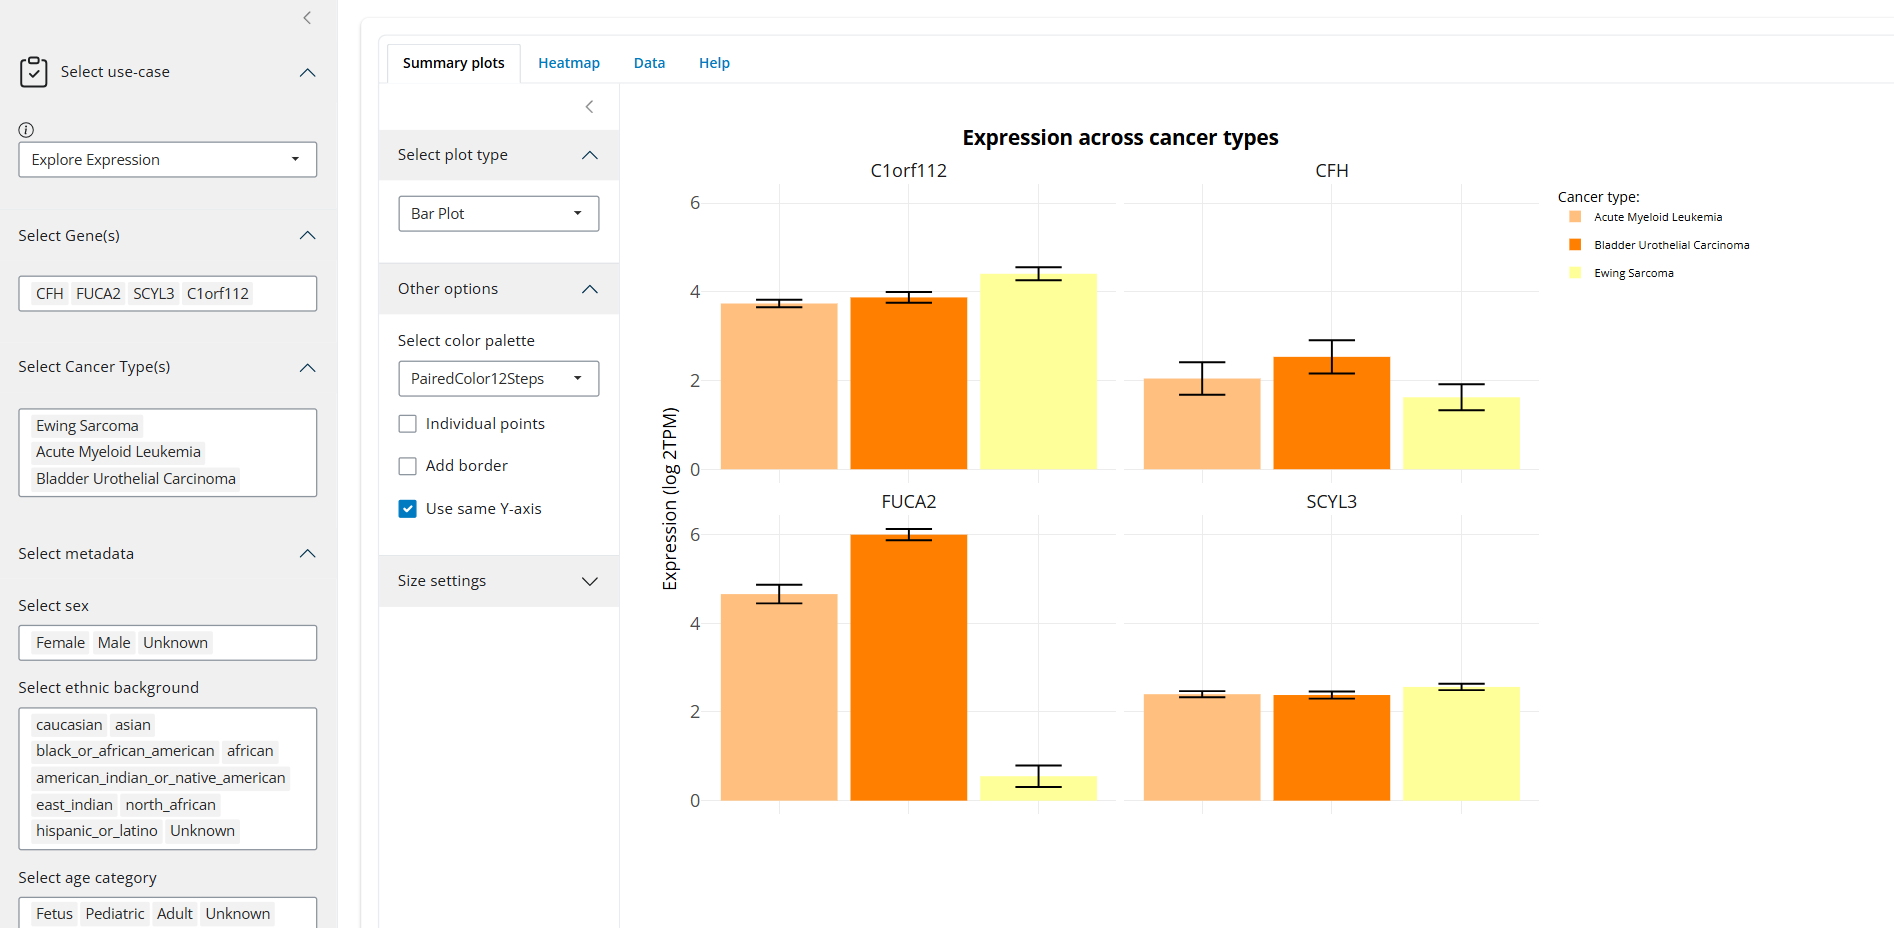 Select use-case
Explore Expression
Select Gene(s)
CFH FUCA2 SCYL3 C1orf112
Select Cancer Type(s)
Ewing Sarcoma
Acute Myeloid Leukemia
Bladder Urothelial Carcinoma
Select metadata
Select sex
Female Male Unknown
Select ethnic background
caucasian asian
black_or_african_american african
american_indian_or_native_american
east_indian north_african
hispanic_or_latino Unknown
Select age category
Fetus Pediatric Adult Unknown
Summary plots Heatmap Data Help
Select plot type
Bar Plot
Other options
Select color palette
PairedColor12Steps
Individual points
Add border
Use same Y-axis
Size settings
Expression across cancer types
C1orf112 CFH
6
4
2
0
FUCA2 SCYL3
6
4
2
0
Expression (log 2TPM)
Cancer type:
Acute Myeloid Leukemia
Bladder Urothelial Carcinoma
Ewing Sarcoma